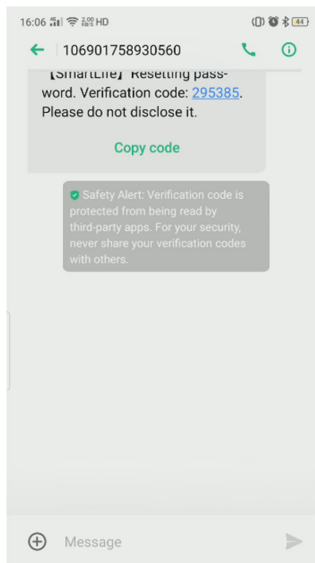 16:06 HD 44
106901758930560
【SmartLife】 Resetting pass-
word. Verification code: 295385.
Please do not disclose it.
Copy code
Safety Alert: Verification code is
protected from being read by
third-party apps. For your security,
never share your verification codes
with others.
Message